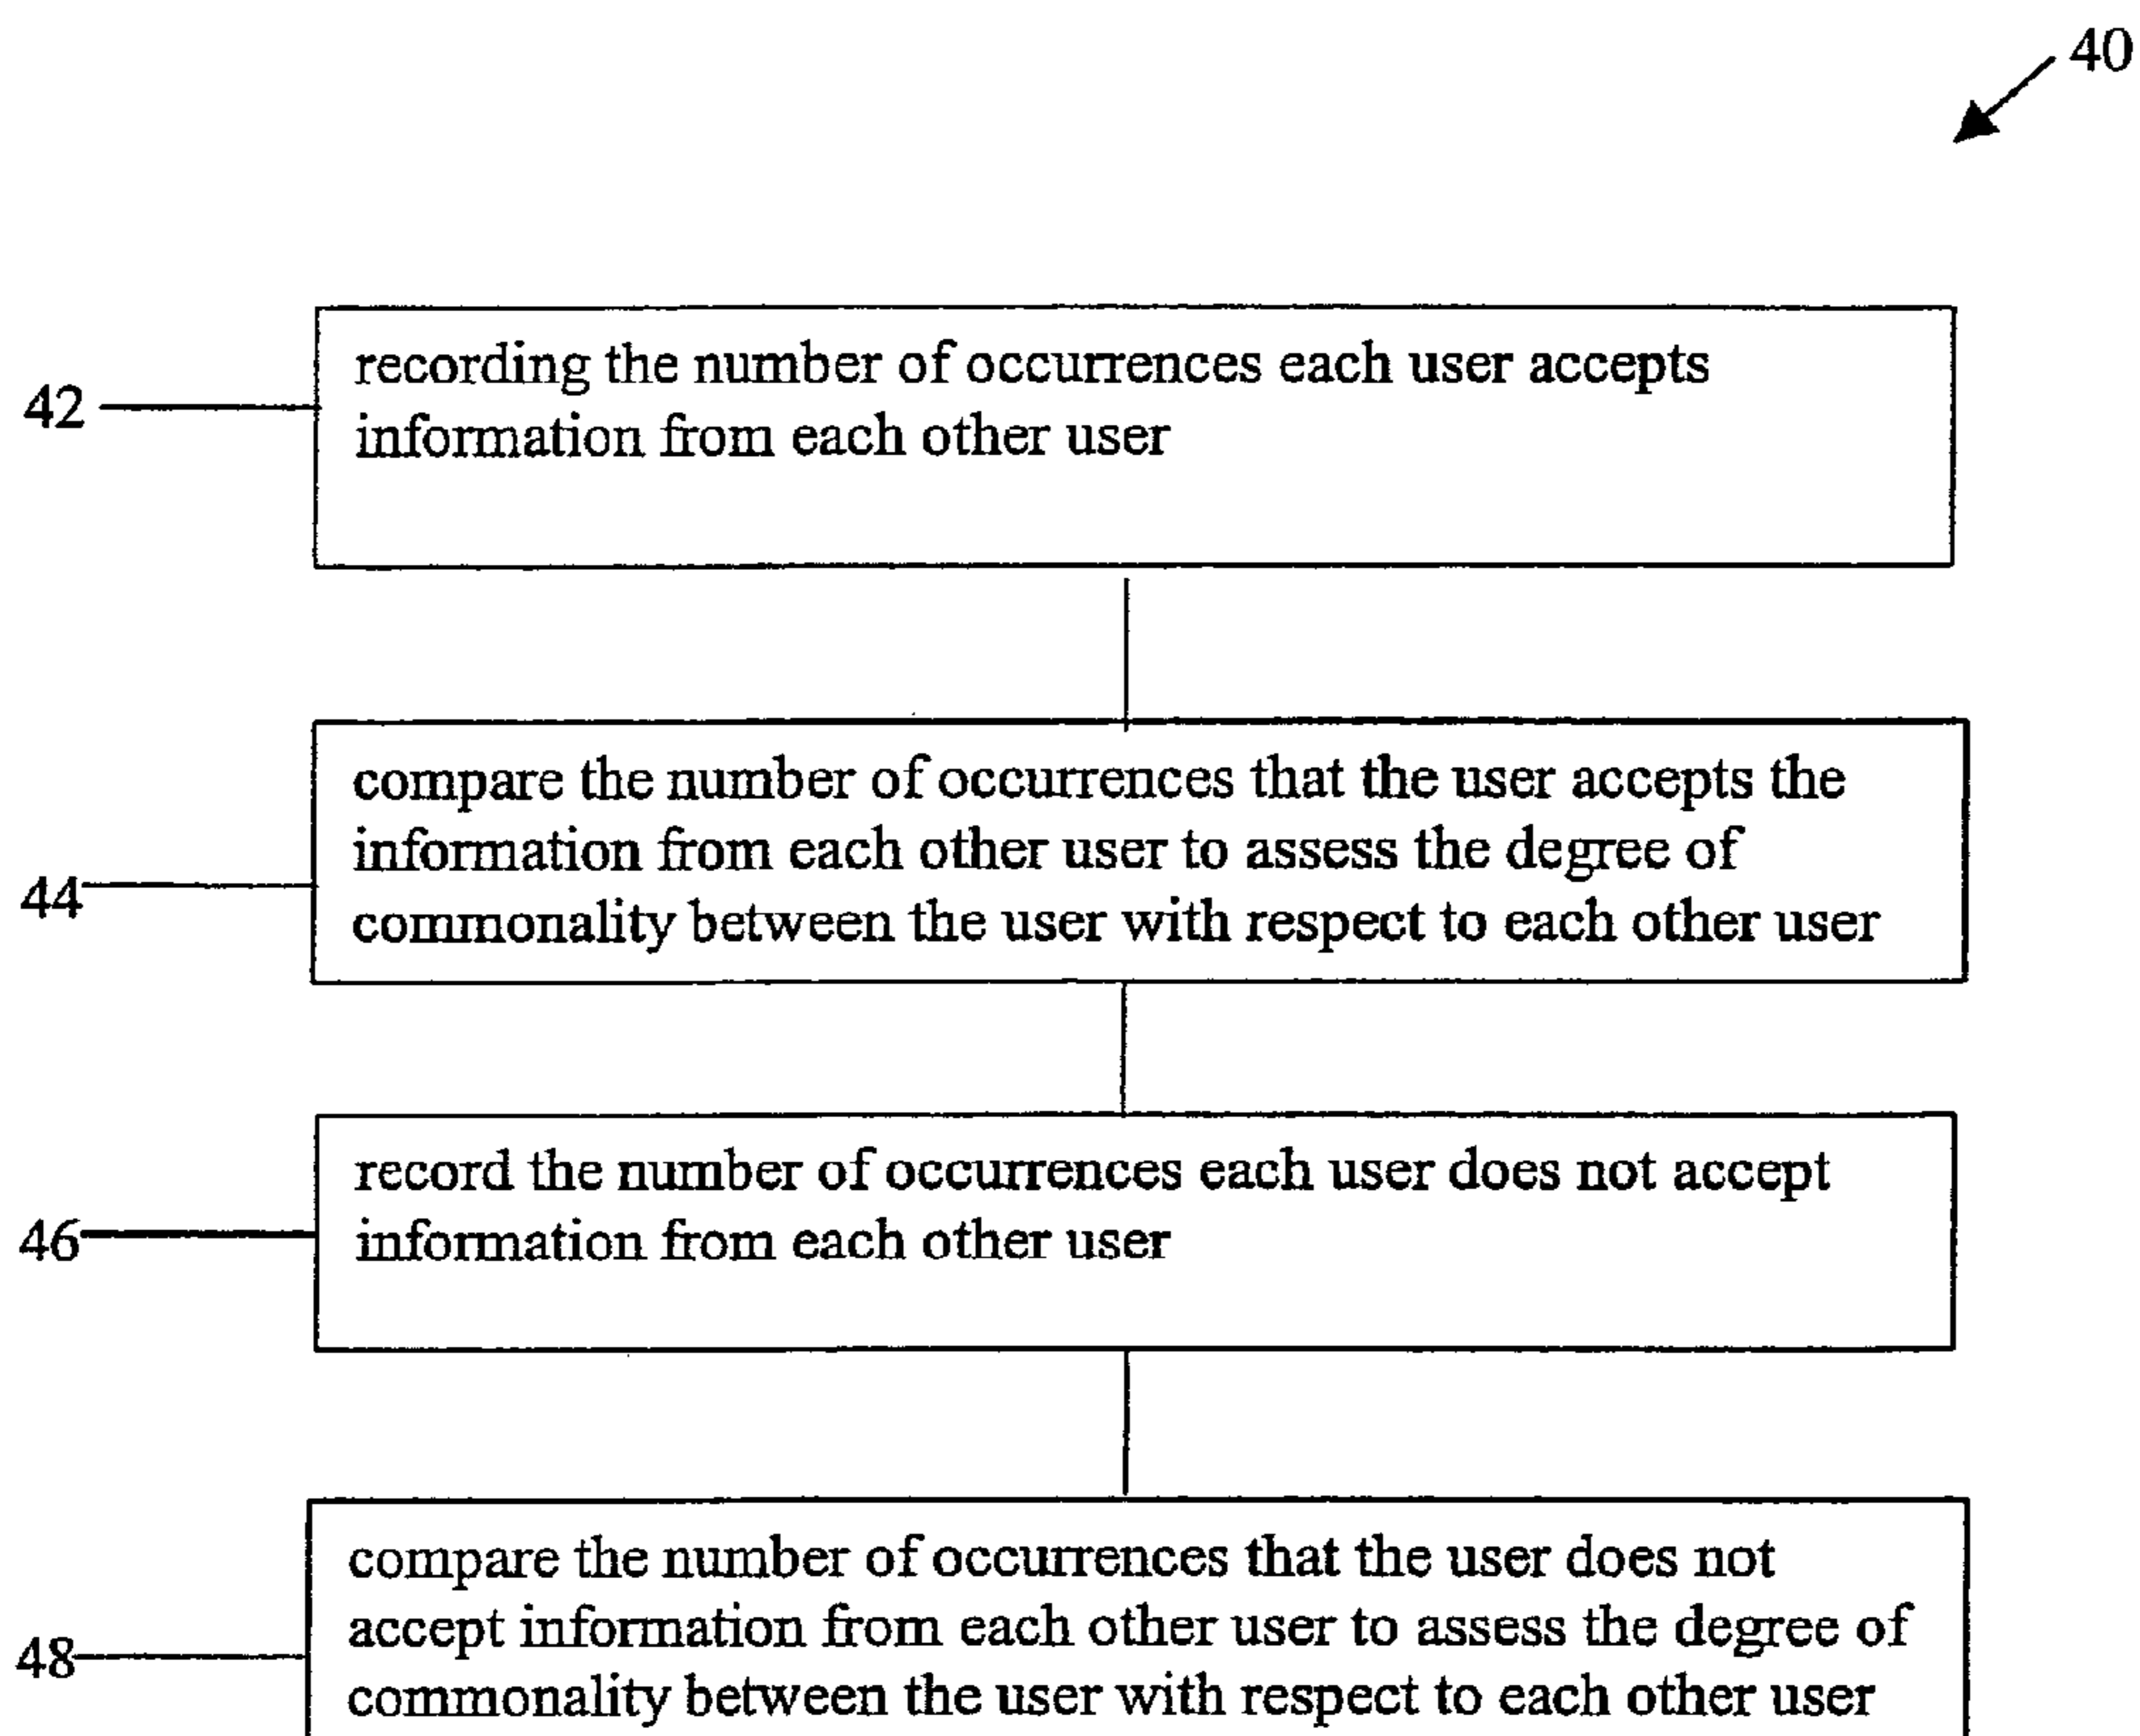 40
42
recording the number of occurrences each user accepts
information from each other user
44
compare the number of occurrences that the user accepts the
information from each other user to assess the degree of
commonality between the user with respect to each other user
46
record the number of occurrences each user does not accept
information from each other user
48
compare the number of occurrences that the user does not
accept information from each other user to assess the degree of
commonality between the user with respect to each other user